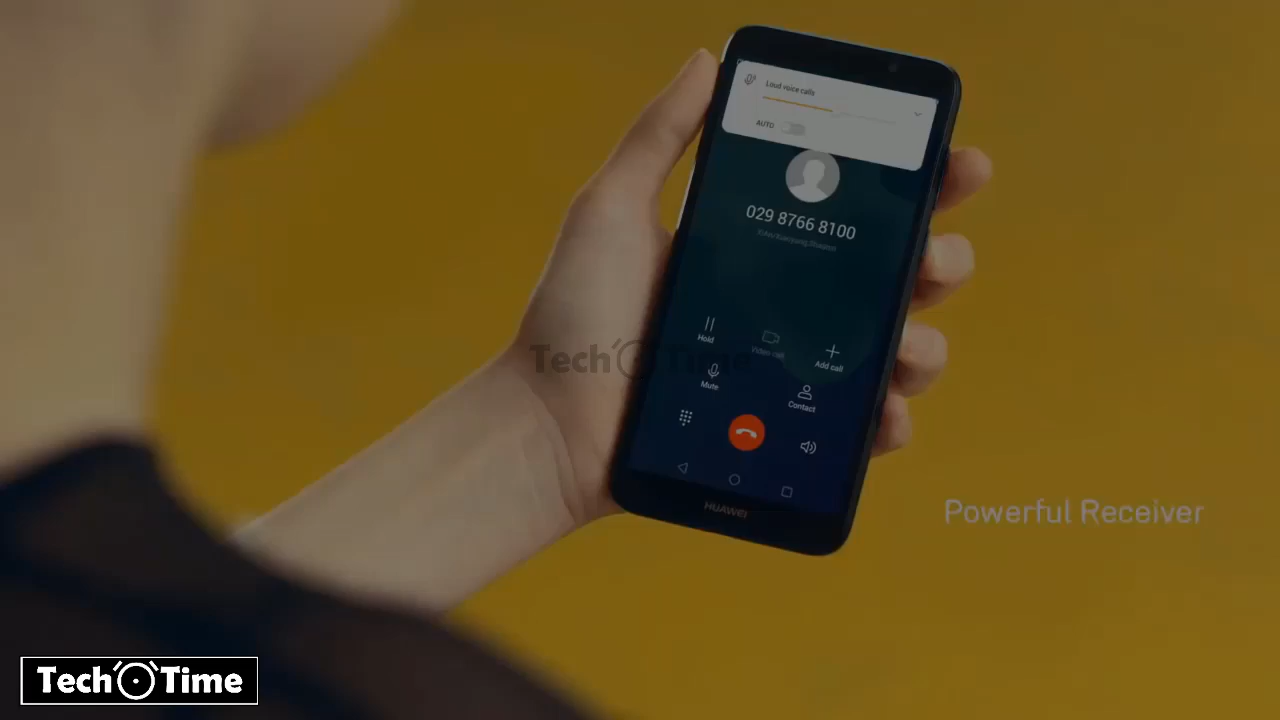 Loud voice calls
AUTO
029 8766 8100
Hold
Video call
Add call
Mute
Contact
HUAWEI
Tech Time
Powerful Receiver
Tech Time